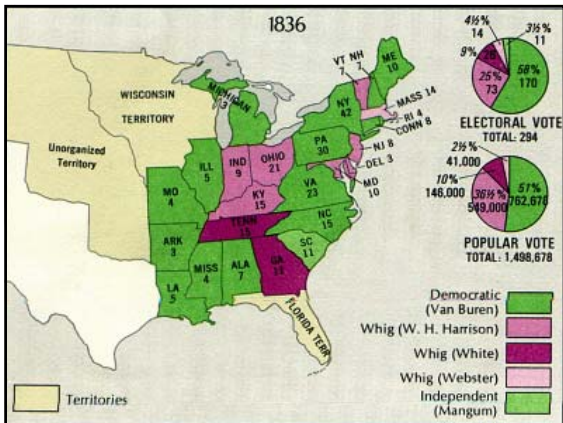 1836
WISCONSIN
TERRITORY
Unorganized
Territory
MICHIGAN
3
VT NH
7 7
ME
10
MASS 14
NY
42
RI 4
CONN 8
PA
30
NJ 8
DEL 3
MD
10
ILL
5
IND
9
OHIO
21
KY
15
VA
23
MO
4
TENN
15
NC
15
ARK
3
SC
11
MISS
4
ALA
7
GA
11
LA
5
FLORIDA TERR.
4½%
14
3½%
11
9%
26
25%
73
58%
170
ELECTORAL VOTE
TOTAL: 294
2½%
41,000
10%
146,000
36½%
549,000
51%
762,678
POPULAR VOTE
TOTAL: 1,498,678
Democratic
(Van Buren)
Whig (W. H. Harrison)
Whig (White)
Whig (Webster)
Independent
(Mangum)
Territories